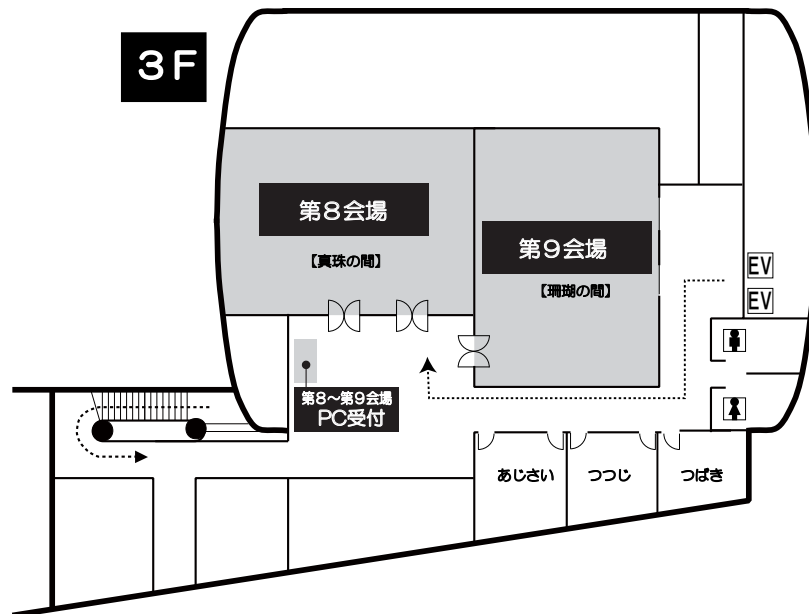 3F
第8会場
【真珠の間】
第9会場
【珊瑚の間】
EV
EV
第8〜第9会場
PC受付
あじさい
つつじ
つばき